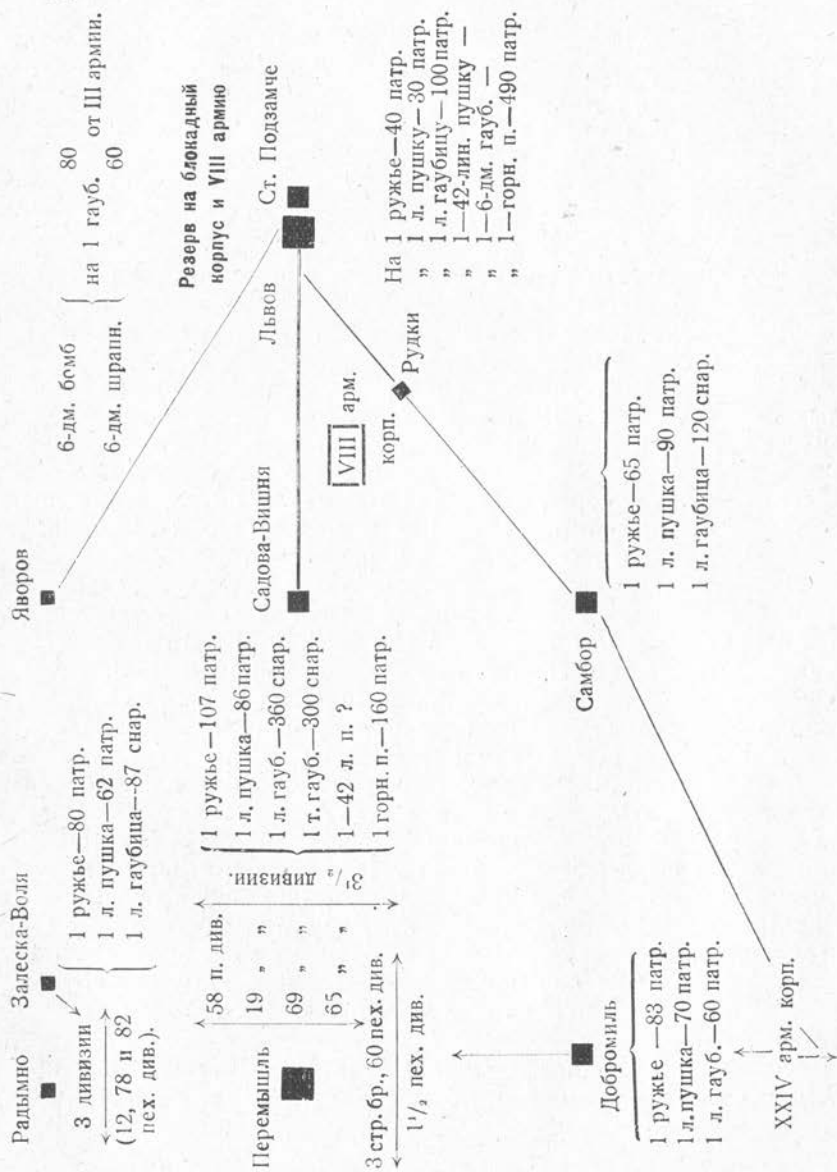 Радымно
Залеска-Воля
3 дивизии
(12, 78 и 82
пех. див.).
1 ружье—80 патр.
1 л. пушка—62 патр.
1 л. гаубица—87 снар.
Яворов
6-дм. бомб
6-дм. шрапн.
80
на 1 гауб. от III армии.
60
Перемышль
58 п. див.
19 „ „
69 „ „
65 „ „
3 1/2 дивизии.
3 стр. бр., 60 пех. див.
1 1/2 пех. див.
1 ружье—107 патр.
1 л. пушка—86 патр.
1 л. гауб.—360 снар.
1 т. гауб.—300 снар.
1—42 л. п. ?
1 горн. п.—160 патр.
Садова-Вишня
Львов
Ст. Подзамче
Резерв на блокадный
корпус и VIII армию
VIII арм.
корп.
Рудки
На 1 ружье—40 патр.
„ 1 л. пушку—30 патр.
„ 1 л. гаубицу—100 патр.
„ 1—42-лин. пушку —
„ 1—6-дм. гауб. —
„ 1—горн. п.—490 патр.
Добромиль
1 ружье —83 патр.
1 л. пушка—70 патр.
1 л. гауб.—60 патр.
XXIV арм. корп.
Самбор
1 ружье—65 патр.
1 л. пушка—90 патр.
1 л. гаубица—120 снар.